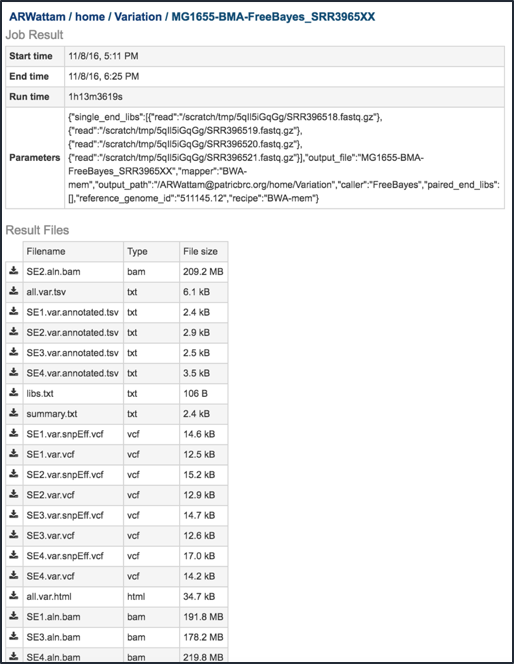 ARWattam / home / Variation / MG1655-BMA-FreeBayes_SRR3965XX
Job Result
Start time 11/8/16, 5:11 PM
End time 11/8/16, 6:25 PM
Run time 1h13m3619s
Parameters
{"single_end_libs":[{"read":"/scratch/tmp/5qIl5iGqGg/SRR396518.fastq.gz"},
{"read":"/scratch/tmp/5qIl5iGqGg/SRR396519.fastq.gz"},
{"read":"/scratch/tmp/5qIl5iGqGg/SRR396520.fastq.gz"},
{"read":"/scratch/tmp/5qIl5iGqGg/SRR396521.fastq.gz"}],"output_file":"MG1655-BMA-
FreeBayes_SRR3965XX","mapper":"BWA-
mem","output_path":"/ARWattam@patricbrc.org/home/Variation","caller":"FreeBayes","paired_end_libs":
[],"reference_genome_id":"511145.12","recipe":"BWA-mem"}
Result Files
Filename Type File size
SE2.aln.bam bam 209.2 MB
all.var.tsv txt 6.1 kB
SE1.var.annotated.tsv txt 2.4 kB
SE2.var.annotated.tsv txt 2.9 kB
SE3.var.annotated.tsv txt 2.5 kB
SE4.var.annotated.tsv txt 3.5 kB
libs.txt txt 106 B
summary.txt txt 2.4 kB
SE1.var.snpEff.vcf vcf 14.6 kB
SE1.var.vcf vcf 12.5 kB
SE2.var.snpEff.vcf vcf 15.2 kB
SE2.var.vcf vcf 12.9 kB
SE3.var.snpEff.vcf vcf 14.7 kB
SE3.var.vcf vcf 12.6 kB
SE4.var.snpEff.vcf vcf 17.0 kB
SE4.var.vcf vcf 14.2 kB
all.var.html html 34.7 kB
SE1.aln.bam bam 191.8 MB
SE3.aln.bam bam 178.2 MB
SE4.aln.bam bam 219.8 MB